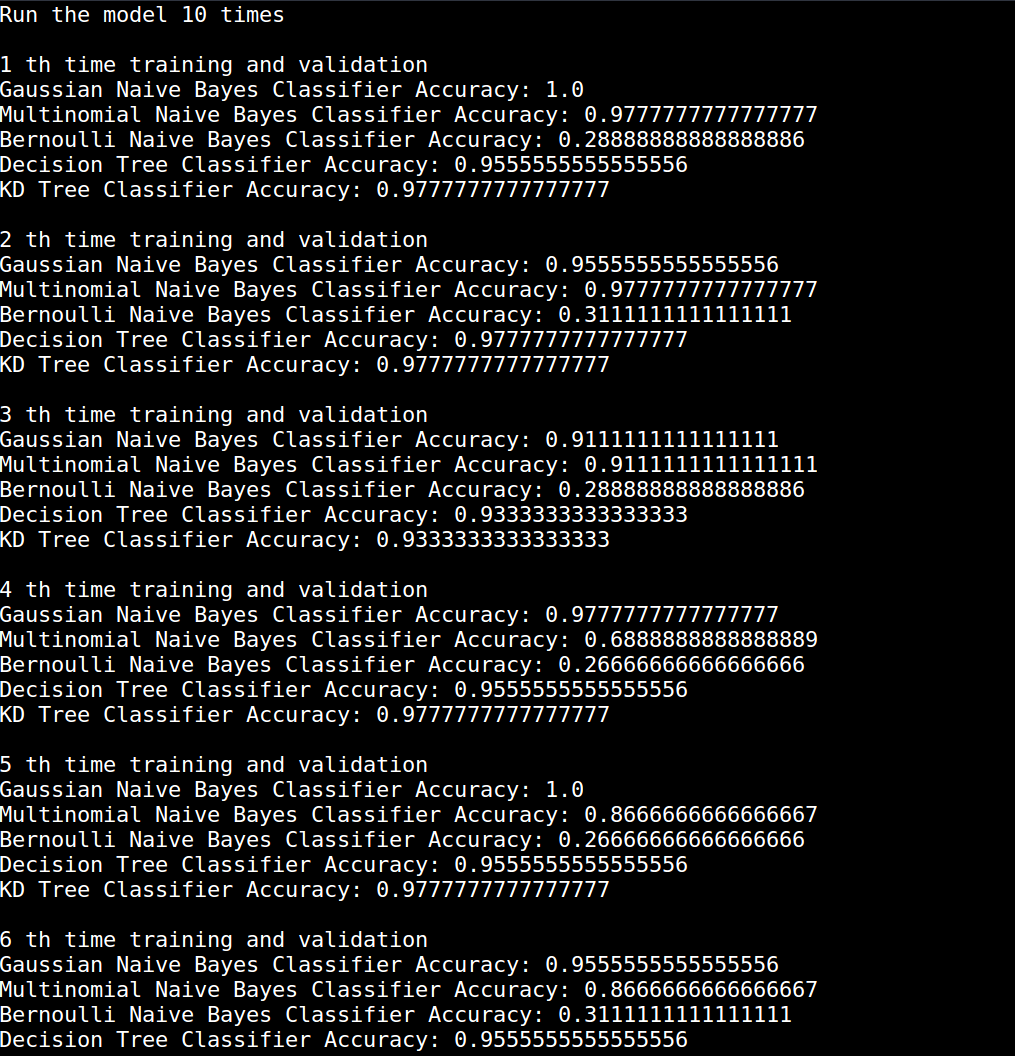 Run the model 10 times
1 th time training and validation
Gaussian Naive Bayes Classifier Accuracy: 1.0
Multinomial Naive Bayes Classifier Accuracy: 0.9777777777777777
Bernoulli Naive Bayes Classifier Accuracy: 0.28888888888888886
Decision Tree Classifier Accuracy: 0.9555555555555556
KD Tree Classifier Accuracy: 0.9777777777777777
2 th time training and validation
Gaussian Naive Bayes Classifier Accuracy: 0.9555555555555556
Multinomial Naive Bayes Classifier Accuracy: 0.9777777777777777
Bernoulli Naive Bayes Classifier Accuracy: 0.3111111111111111
Decision Tree Classifier Accuracy: 0.9777777777777777
KD Tree Classifier Accuracy: 0.9777777777777777
3 th time training and validation
Gaussian Naive Bayes Classifier Accuracy: 0.9111111111111111
Multinomial Naive Bayes Classifier Accuracy: 0.9111111111111111
Bernoulli Naive Bayes Classifier Accuracy: 0.28888888888888886
Decision Tree Classifier Accuracy: 0.9333333333333333
KD Tree Classifier Accuracy: 0.9333333333333333
4 th time training and validation
Gaussian Naive Bayes Classifier Accuracy: 0.9777777777777777
Multinomial Naive Bayes Classifier Accuracy: 0.6888888888888889
Bernoulli Naive Bayes Classifier Accuracy: 0.26666666666666666
Decision Tree Classifier Accuracy: 0.9555555555555556
KD Tree Classifier Accuracy: 0.9777777777777777
5 th time training and validation
Gaussian Naive Bayes Classifier Accuracy: 1.0
Multinomial Naive Bayes Classifier Accuracy: 0.8666666666666667
Bernoulli Naive Bayes Classifier Accuracy: 0.26666666666666666
Decision Tree Classifier Accuracy: 0.9555555555555556
KD Tree Classifier Accuracy: 0.9777777777777777
6 th time training and validation
Gaussian Naive Bayes Classifier Accuracy: 0.9555555555555556
Multinomial Naive Bayes Classifier Accuracy: 0.8666666666666667
Bernoulli Naive Bayes Classifier Accuracy: 0.3111111111111111
Decision Tree Classifier Accuracy: 0.9555555555555556